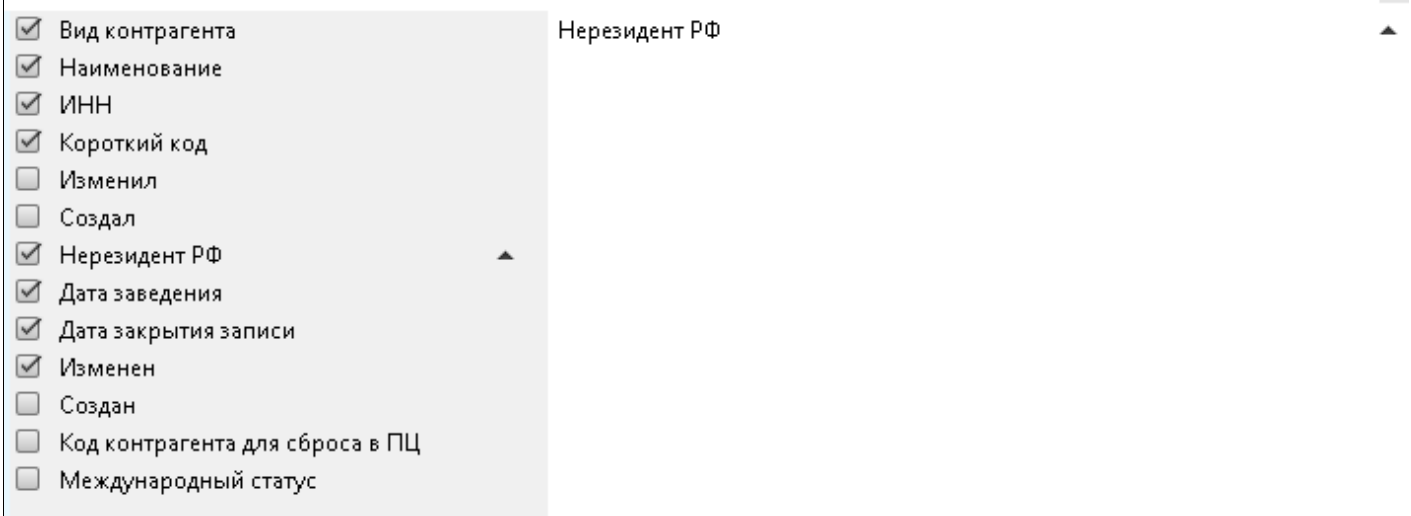 Вид контрагента
Нерезидент РФ
Наименование
ИНН
Короткий код
Изменил
Создал
Нерезидент РФ
Дата заведения
Дата закрытия записи
Изменен
Создан
Код контрагента для сброса в ПЦ
Международный статус